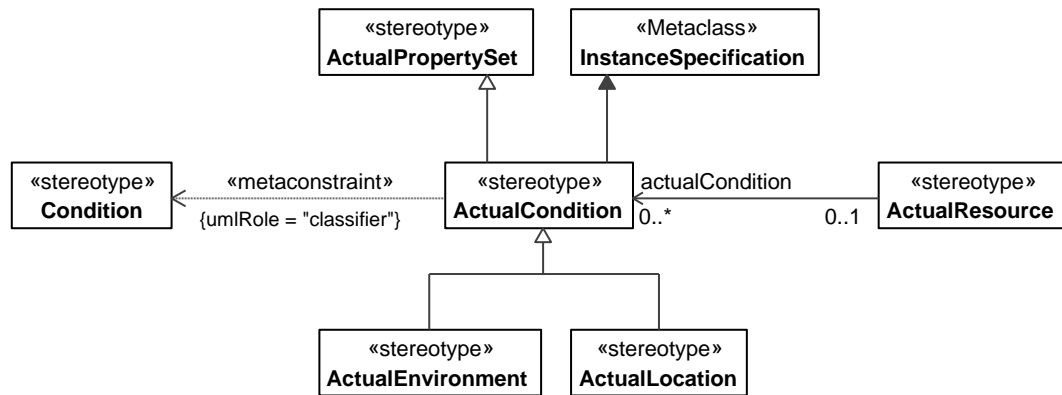 «stereotype»
ActualPropertySet
«Metaclass»
InstanceSpecification
«stereotype»
Condition
«metaconstraint»
{umlRole = "classifier"}
«stereotype»
ActualCondition
actualCondition
0..*
0..1
«stereotype»
ActualResource
«stereotype»
ActualEnvironment
«stereotype»
ActualLocation